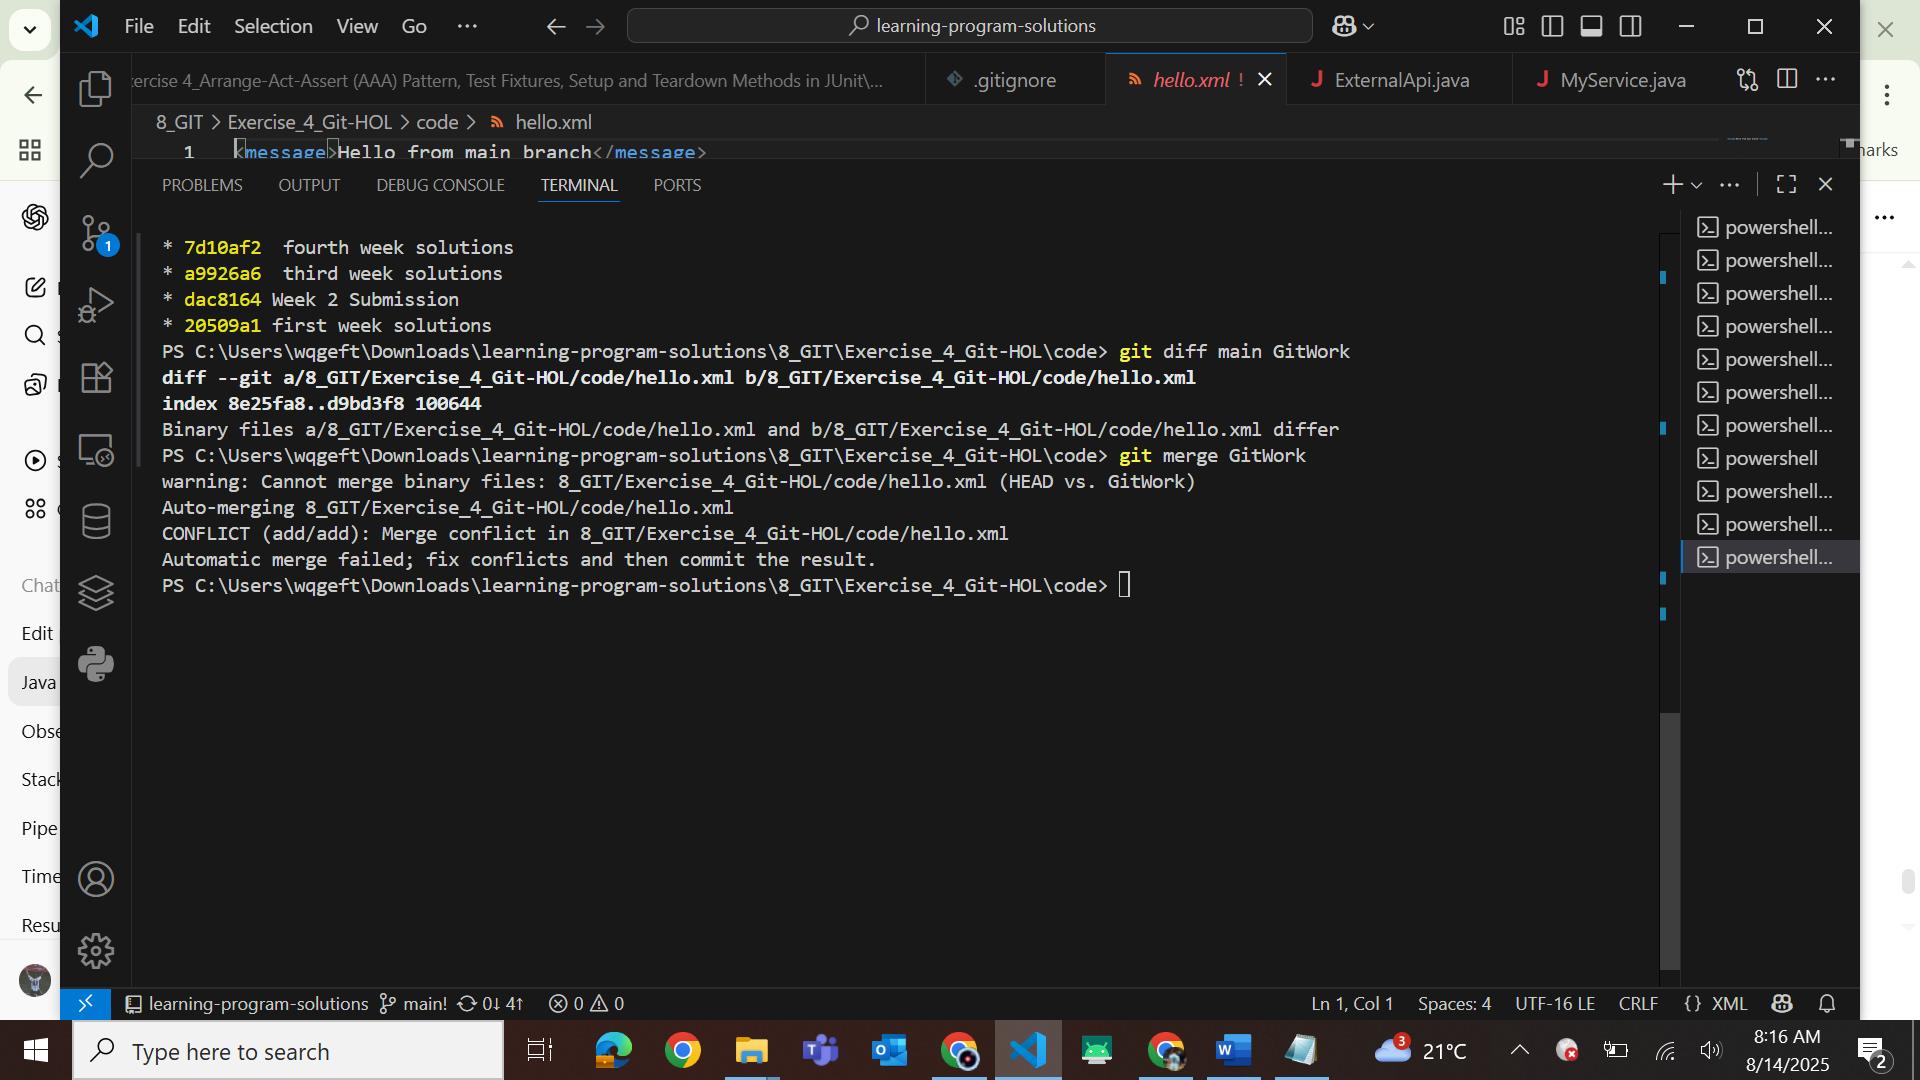 File Edit Selection View Go ···
learning-program-solutions
ercise 4_Arrange-Act-Assert (AAA) Pattern, Test Fixtures, Setup and Teardown Methods in JUnit\...
.gitignore
hello.xml !
ExternalApi.java
MyService.java
8_GIT > Exercise_4_Git-HOL > code > hello.xml
1 <message>Hello from main branch</message>
PROBLEMS OUTPUT DEBUG CONSOLE TERMINAL PORTS
* 7d10af2  fourth week solutions
* a9926a6  third week solutions
* dac8164 Week 2 Submission
* 20509a1 first week solutions
PS C:\Users\wqgeft\Downloads\learning-program-solutions\8_GIT\Exercise_4_Git-HOL\code> git diff main GitWork
diff --git a/8_GIT/Exercise_4_Git-HOL/code/hello.xml b/8_GIT/Exercise_4_Git-HOL/code/hello.xml
index 8e25fa8..d9bd3f8 100644
Binary files a/8_GIT/Exercise_4_Git-HOL/code/hello.xml and b/8_GIT/Exercise_4_Git-HOL/code/hello.xml differ
PS C:\Users\wqgeft\Downloads\learning-program-solutions\8_GIT\Exercise_4_Git-HOL\code> git merge GitWork
warning: Cannot merge binary files: 8_GIT/Exercise_4_Git-HOL/code/hello.xml (HEAD vs. GitWork)
Auto-merging 8_GIT/Exercise_4_Git-HOL/code/hello.xml
CONFLICT (add/add): Merge conflict in 8_GIT/Exercise_4_Git-HOL/code/hello.xml
Automatic merge failed; fix conflicts and then commit the result.
PS C:\Users\wqgeft\Downloads\learning-program-solutions\8_GIT\Exercise_4_Git-HOL\code>
powershell...
powershell...
powershell...
powershell...
powershell...
powershell...
powershell...
powershell
powershell...
powershell...
powershell...
1
arks
Chat
Edit
Java
Obse
Stack
Pipe
Time
Resu
learning-program-solutions main! 0↓ 4↑ 0 0
Ln 1, Col 1 Spaces: 4 UTF-16 LE CRLF {} XML
Type here to search
3
21°C
8:16 AM
8/14/2025
2